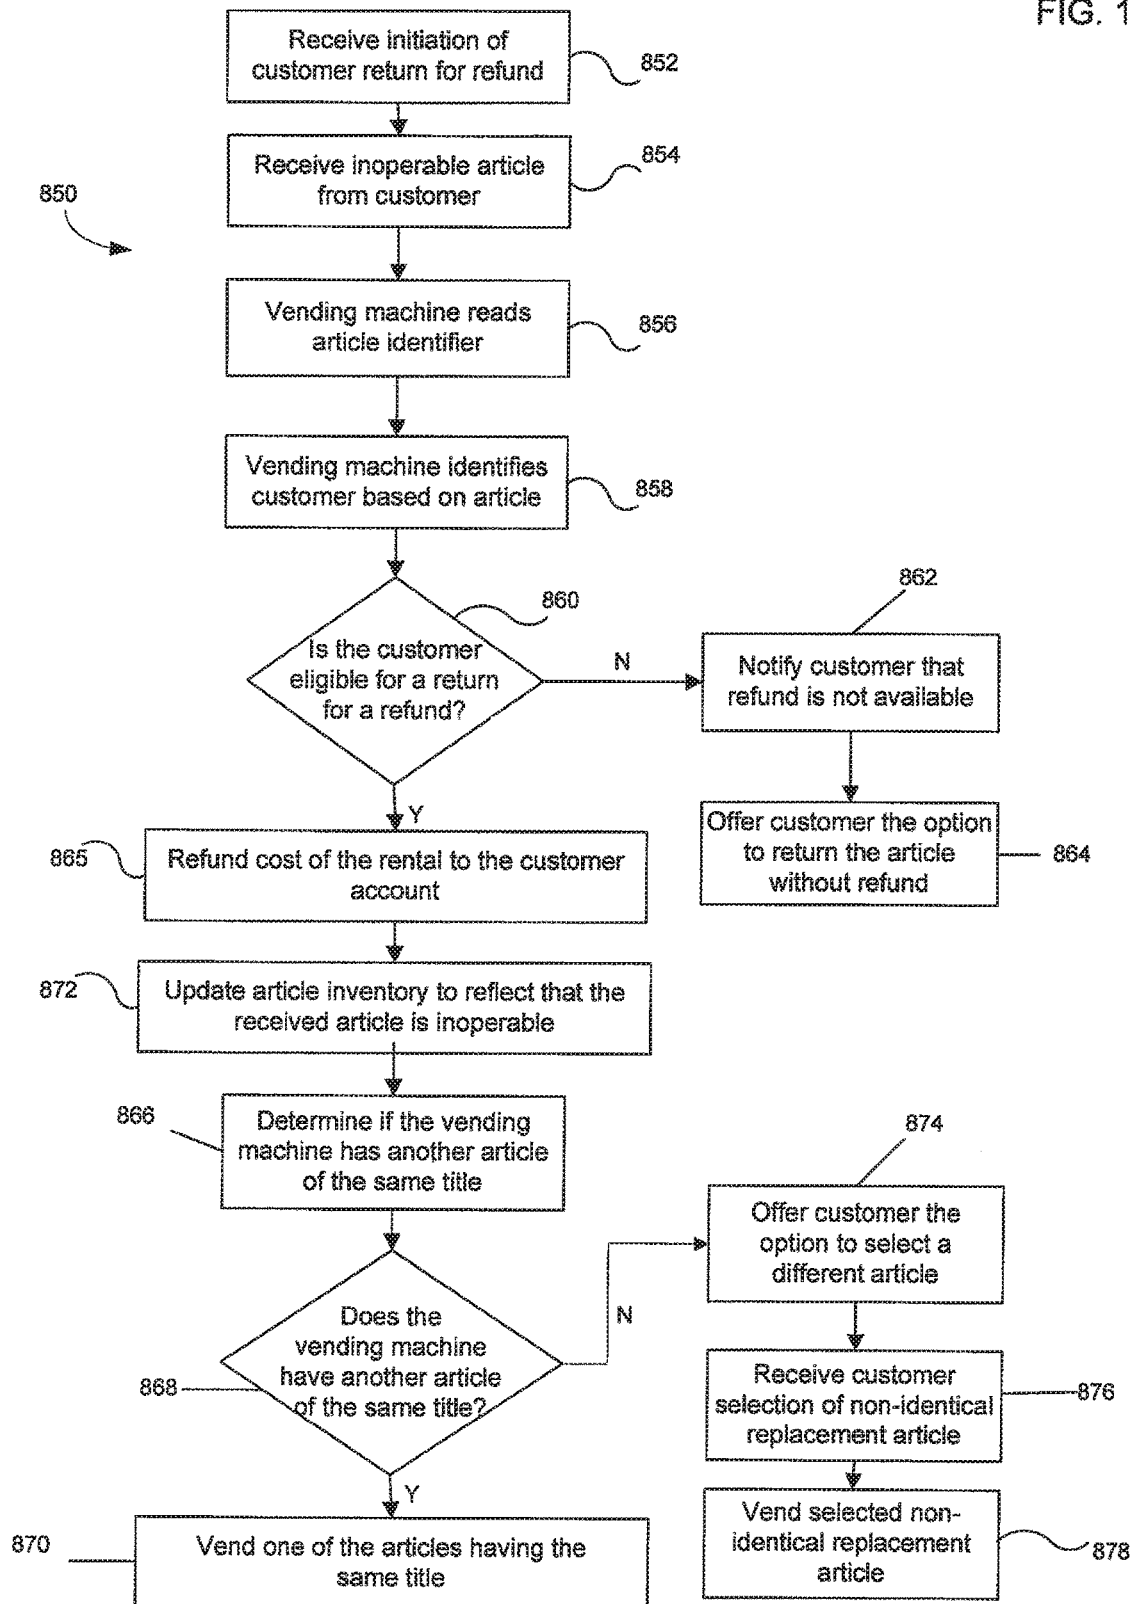 FIG. 1
Receive initiation of
customer return for refund
852
Receive inoperable article
from customer
854
850
Vending machine reads
article identifier
856
Vending machine identifies
customer based on article
858
860
Is the customer
eligible for a return
for a refund?
N
862
Notify customer that
refund is not available
Offer customer the option
to return the article
without refund
864
Y
865
Refund cost of the rental to the customer
account
872
Update article inventory to reflect that the
received article is inoperable
866
Determine if the vending
machine has another article
of the same title
868
Does the
vending machine
have another article
of the same title?
N
874
Offer customer the
option to select a
different article
Receive customer
selection of non-identical
replacement article
876
Vend selected non-
identical replacement
article
878
Y
870
Vend one of the articles having the
same title